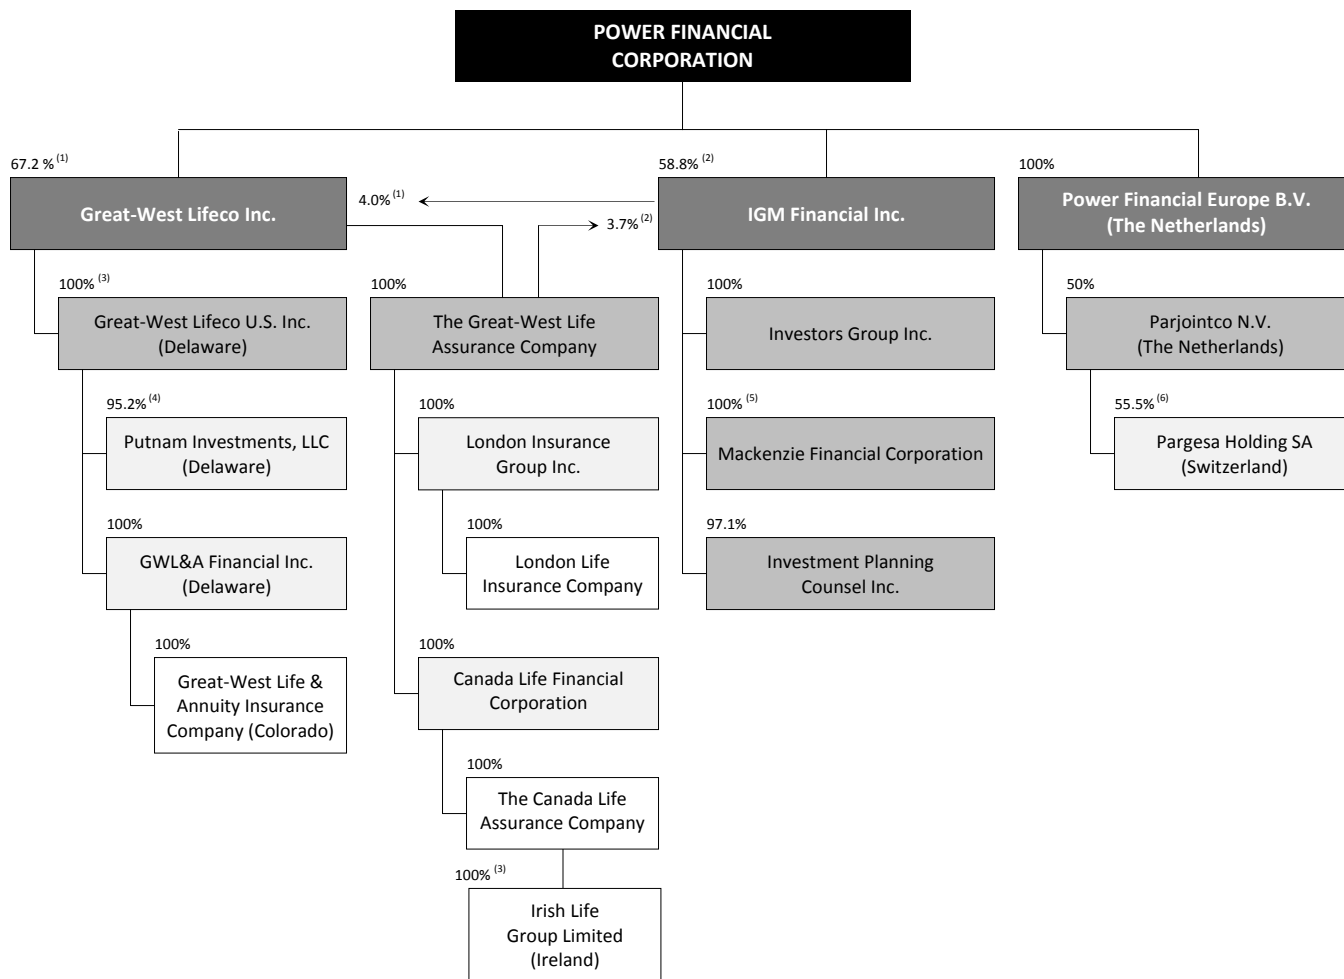 POWER FINANCIAL
CORPORATION
67.2 % (1)
Great-West Lifeco Inc.
4.0% (1)
3.7% (2)
58.8% (2)
IGM Financial Inc.
100%
Power Financial Europe B.V.
(The Netherlands)
100% (3)
Great-West Lifeco U.S. Inc.
(Delaware)
100%
The Great-West Life
Assurance Company
100%
Investors Group Inc.
50%
Parjointco N.V.
(The Netherlands)
95.2% (4)
Putnam Investments, LLC
(Delaware)
100%
London Insurance
Group Inc.
100% (5)
Mackenzie Financial Corporation
55.5% (6)
Pargesa Holding SA
(Switzerland)
100%
GWL&A Financial Inc.
(Delaware)
100%
London Life
Insurance Company
97.1%
Investment Planning
Counsel Inc.
100%
Great-West Life &
Annuity Insurance
Company (Colorado)
100%
Canada Life Financial
Corporation
100%
The Canada Life
Assurance Company
100% (3)
Irish Life
Group Limited
(Ireland)